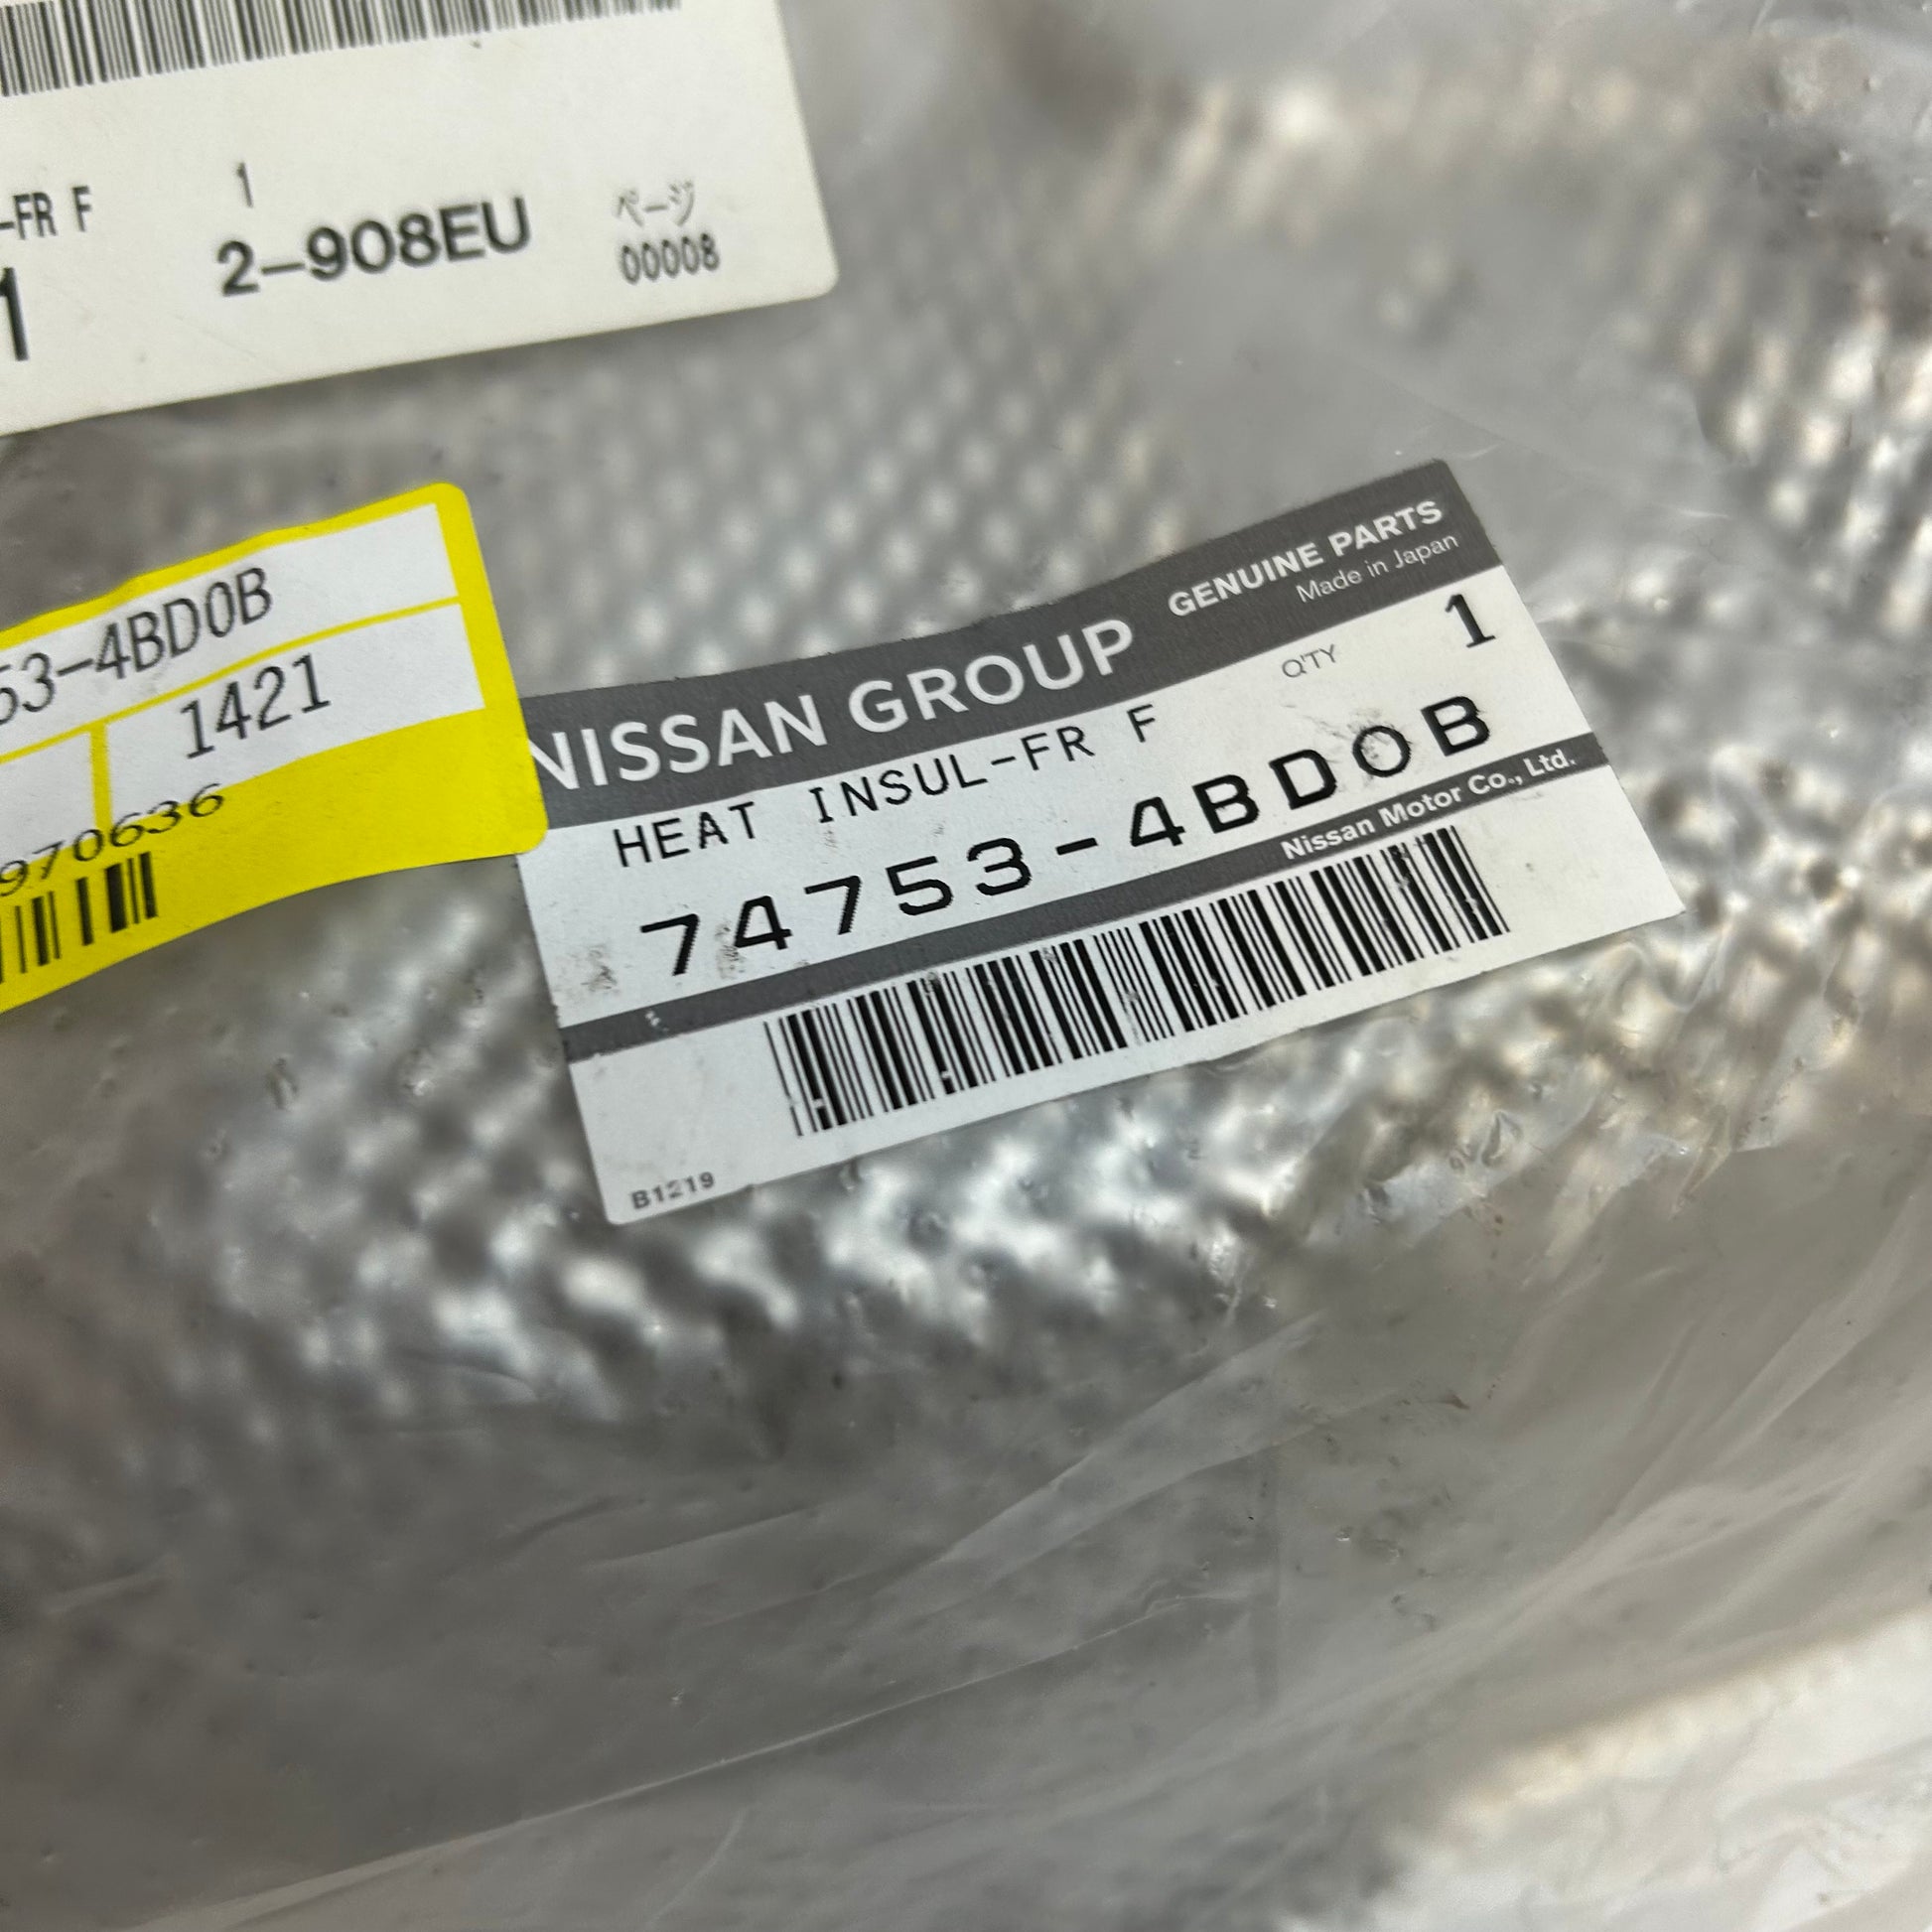 -FR F 1
1 2-908EU
ページ
00008
53-4BD0B
1421
970636
NISSAN GROUP
GENUINE PARTS
Made in Japan
HEAT INSUL-FR F
Q'TY 1
74753-4BD0B
Nissan Motor Co., Ltd.
B1219